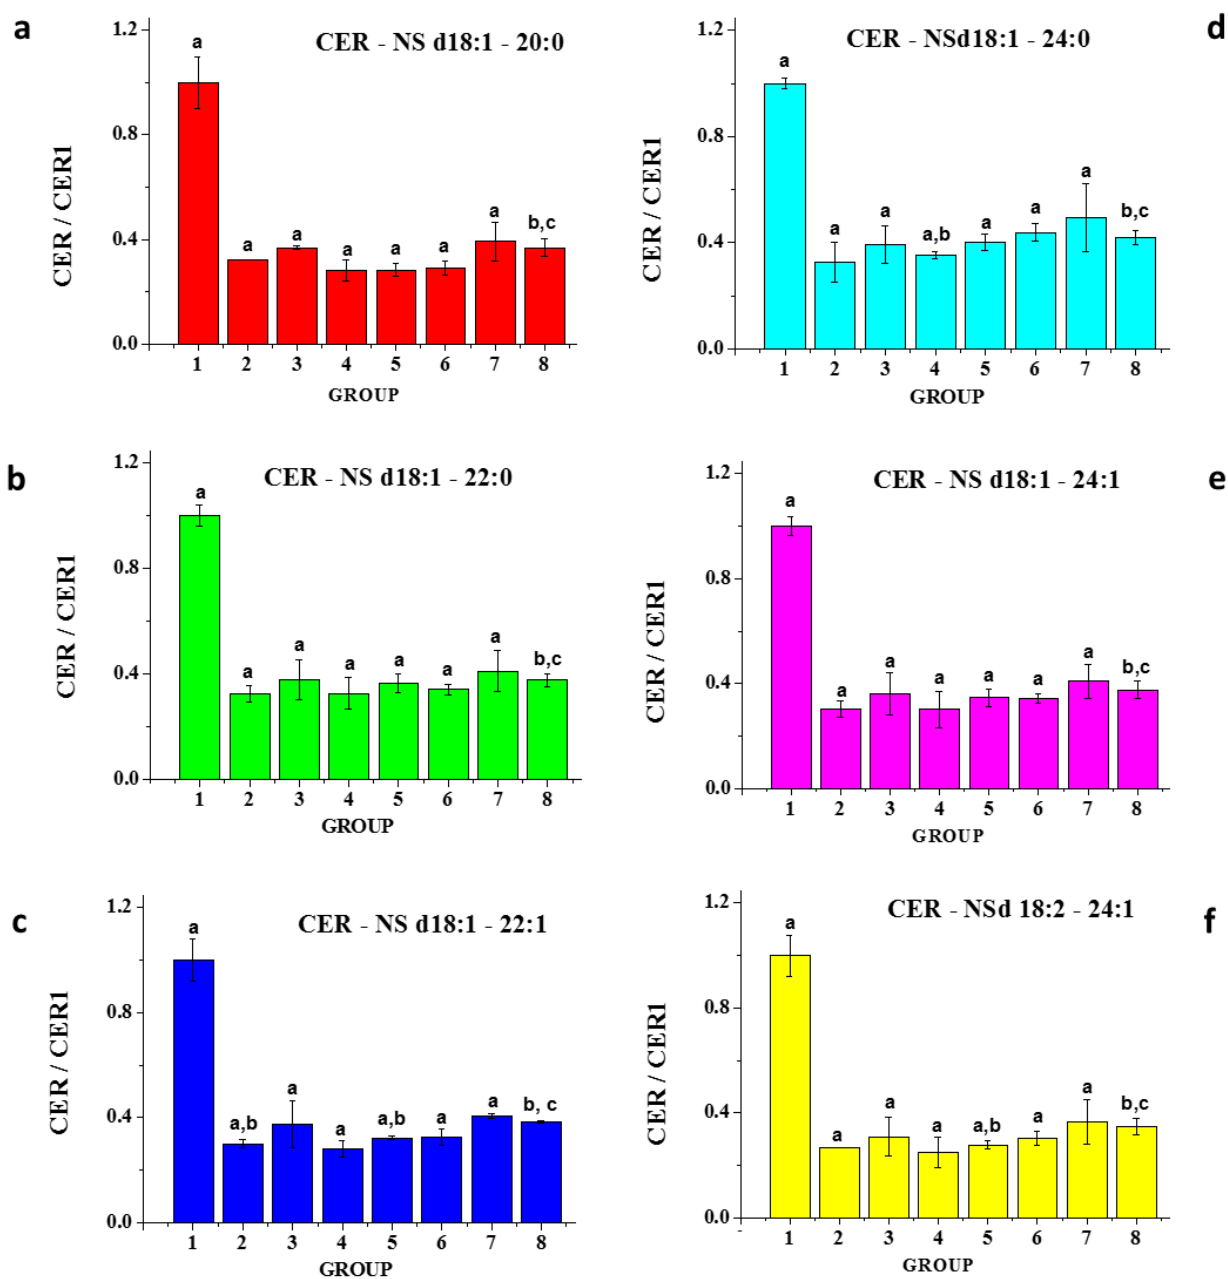 a
CER - NS d18:1 - 20:0
CER / CER1
1.2
0.8
0.4
0.0
a
a
a
a
a
a
a
b,c
1 2 3 4 5 6 7 8
GROUP
d
CER - NSd18:1 - 24:0
CER / CER1
1.2
0.8
0.4
0.0
a
a
a
a,b
a
a
a
b,c
1 2 3 4 5 6 7 8
GROUP
b
CER - NS d18:1 - 22:0
CER / CER1
1.2
0.8
0.4
0.0
a
a
a
a
a
a
a
b,c
1 2 3 4 5 6 7 8
GROUP
e
CER - NS d18:1 - 24:1
CER / CER1
1.2
0.8
0.4
0.0
a
a
a
a
a
a
a
b,c
1 2 3 4 5 6 7 8
GROUP
c
CER - NS d18:1 - 22:1
CER / CER1
1.2
0.8
0.4
0.0
a
a,b
a
a
a,b
a
a
b, c
1 2 3 4 5 6 7 8
GROUP
f
CER - NSd 18:2 - 24:1
CER / CER1
1.2
0.8
0.4
0.0
a
a
a
a
a,b
a
a
b,c
1 2 3 4 5 6 7 8
GROUP